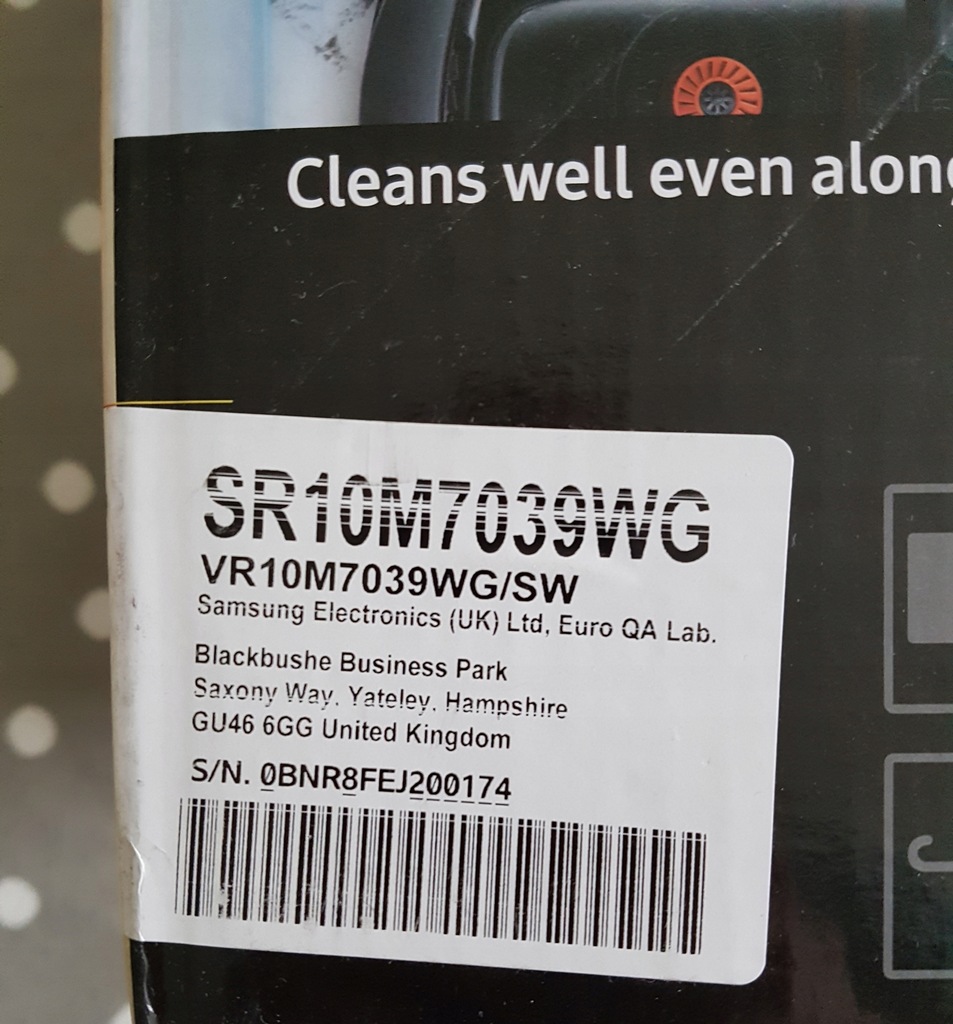 Cleans well even along
SR10M7039WG
VR10M7039WG/SW
Samsung Electronics (UK) Ltd, Euro QA Lab.
Blackbushe Business Park
Saxony Way, Yateley, Hampshire
GU46 6GG United Kingdom
S/N. 0BNR8FEJ200174